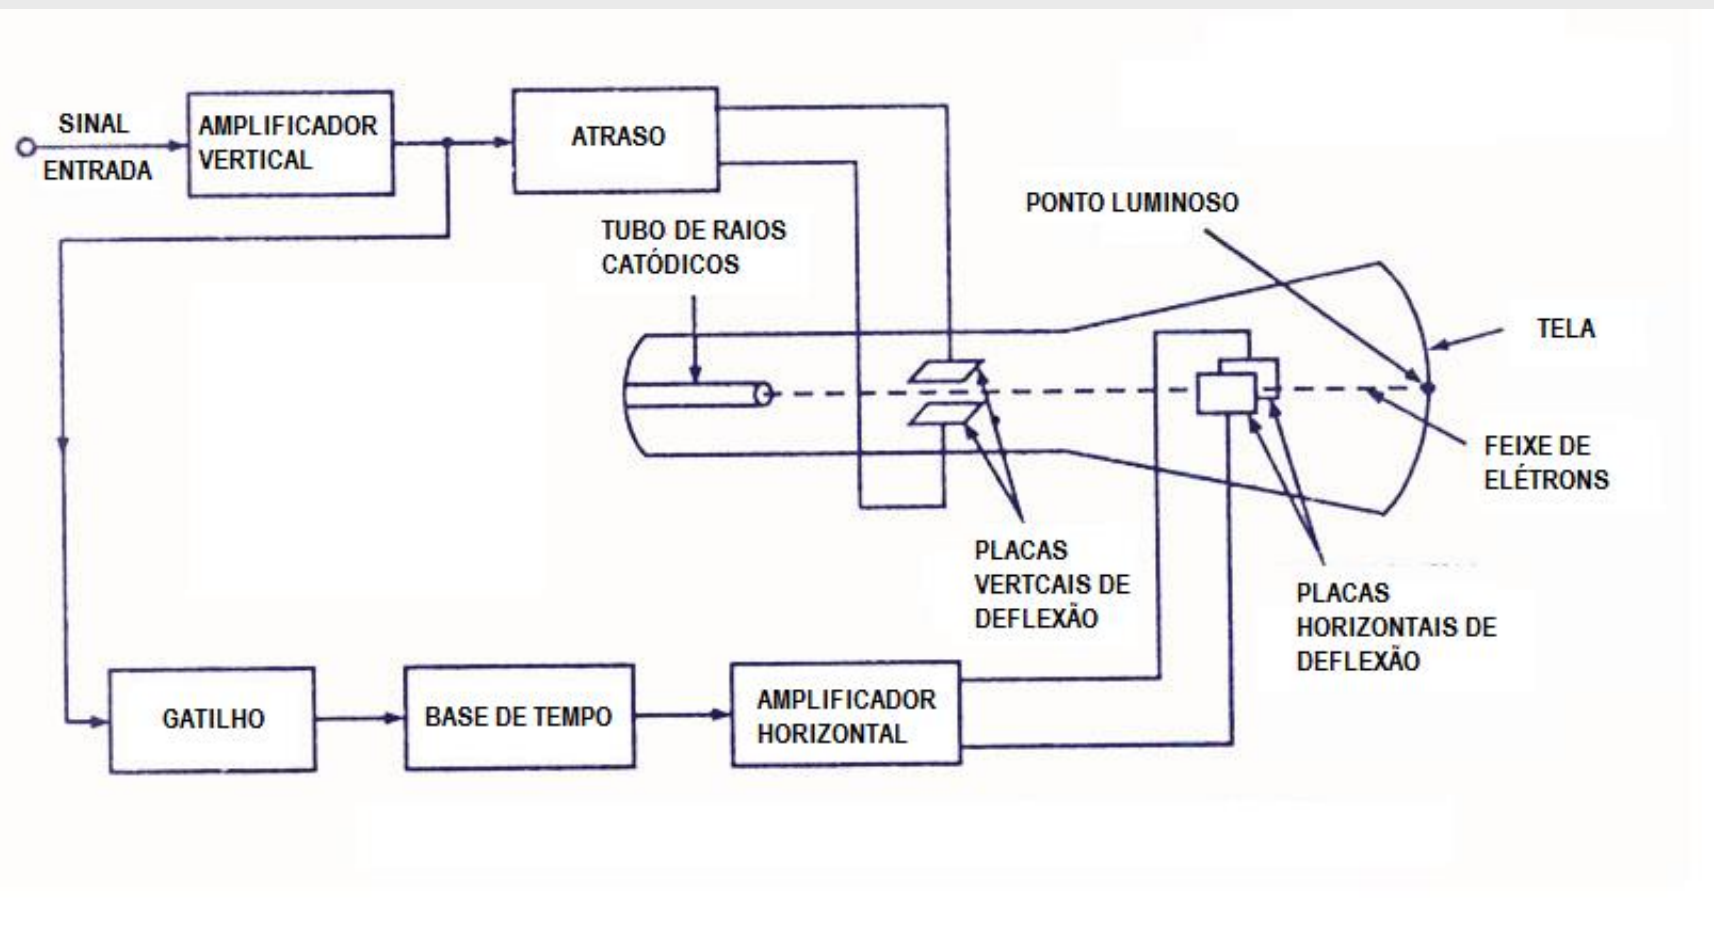 SINAL
ENTRADA
AMPLIFICADOR
VERTICAL
ATRASO
TUBO DE RAIOS
CATÓDICOS
PONTO LUMINOSO
TELA
FEIXE DE
ELÉTRONS
PLACAS
VERTCAIS DE
DEFLEXÃO
PLACAS
HORIZONTAIS DE
DEFLEXÃO
GATILHO
BASE DE TEMPO
AMPLIFICADOR
HORIZONTAL